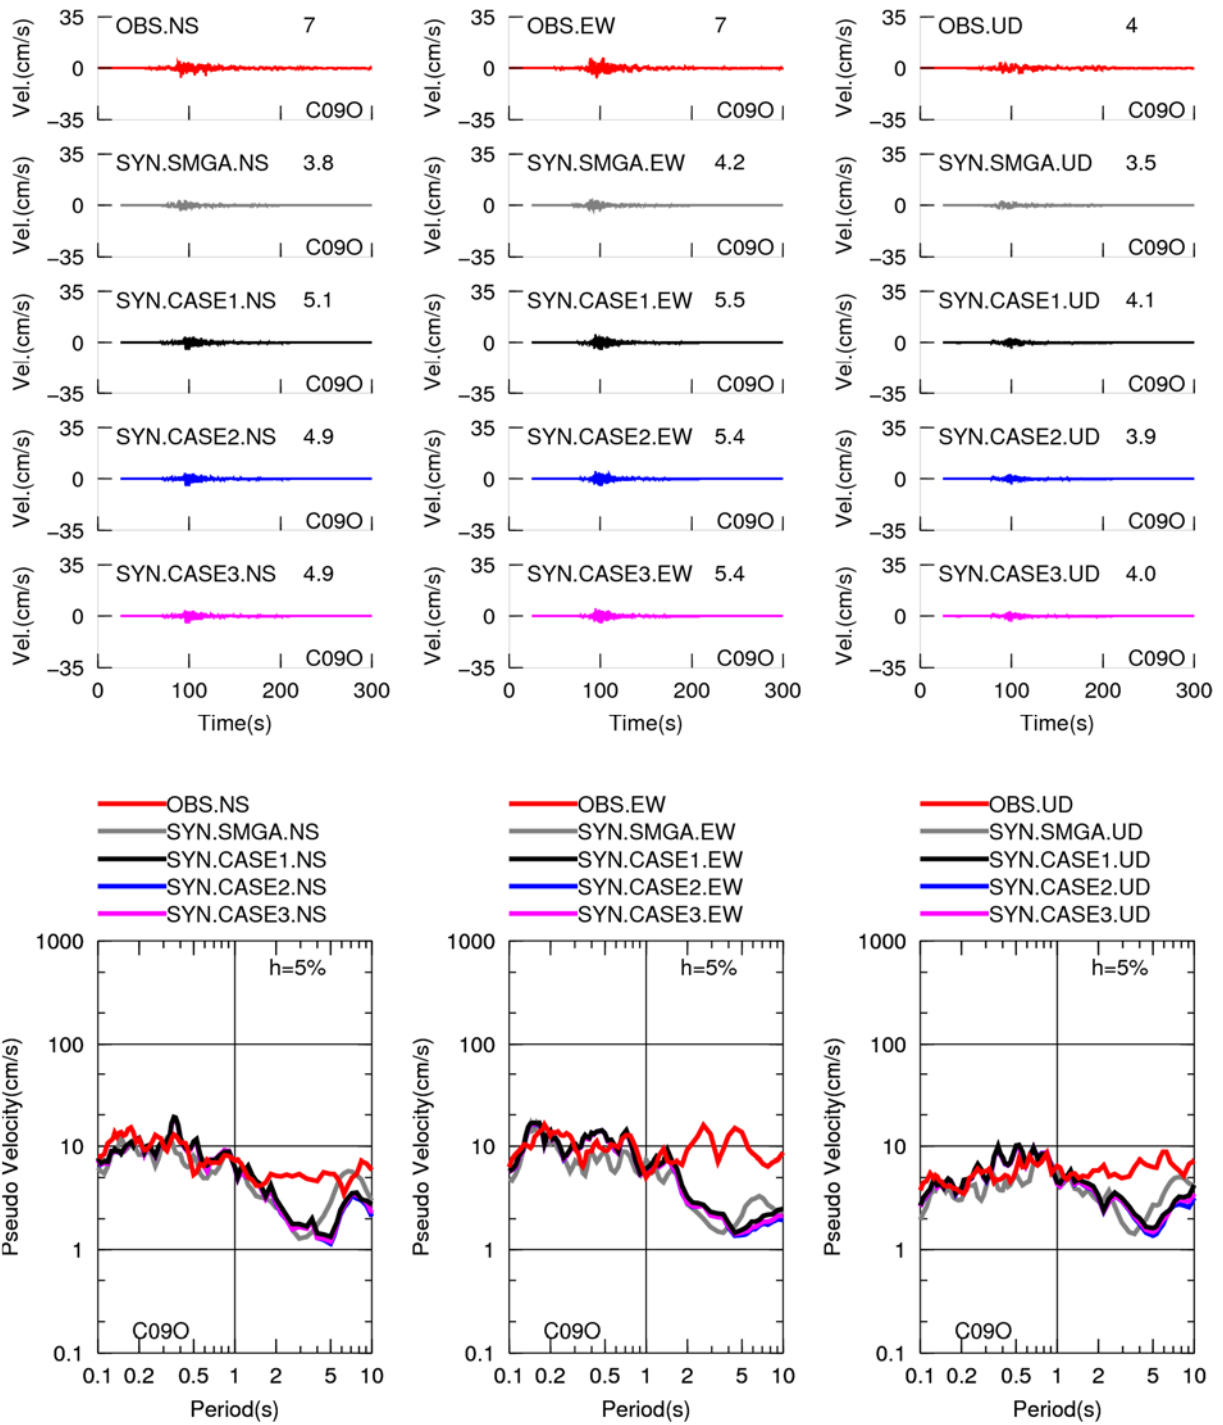 OBS.NS 7
35
0
−35
Vel.(cm/s)
C09O
OBS.EW 7
35
0
−35
Vel.(cm/s)
C09O
OBS.UD 4
35
0
−35
Vel.(cm/s)
C09O
SYN.SMGA.NS 3.8
35
0
−35
Vel.(cm/s)
C09O
SYN.SMGA.EW 4.2
35
0
−35
Vel.(cm/s)
C09O
SYN.SMGA.UD 3.5
35
0
−35
Vel.(cm/s)
C09O
SYN.CASE1.NS 5.1
35
0
−35
Vel.(cm/s)
C09O
SYN.CASE1.EW 5.5
35
0
−35
Vel.(cm/s)
C09O
SYN.CASE1.UD 4.1
35
0
−35
Vel.(cm/s)
C09O
SYN.CASE2.NS 4.9
35
0
−35
Vel.(cm/s)
C09O
SYN.CASE2.EW 5.4
35
0
−35
Vel.(cm/s)
C09O
SYN.CASE2.UD 3.9
35
0
−35
Vel.(cm/s)
C09O
SYN.CASE3.NS 4.9
35
0
−35
Vel.(cm/s)
C09O
0 100 200 300
Time(s)
SYN.CASE3.EW 5.4
35
0
−35
Vel.(cm/s)
C09O
0 100 200 300
Time(s)
SYN.CASE3.UD 4.0
35
0
−35
Vel.(cm/s)
C09O
0 100 200 300
Time(s)
OBS.NS
SYN.SMGA.NS
SYN.CASE1.NS
SYN.CASE2.NS
SYN.CASE3.NS
1000
100
10
1
0.1
Pseudo Velocity(cm/s)
h=5%
C09O
0.1 0.2 0.5 1 2 5 10
Period(s)
OBS.EW
SYN.SMGA.EW
SYN.CASE1.EW
SYN.CASE2.EW
SYN.CASE3.EW
1000
100
10
1
0.1
Pseudo Velocity(cm/s)
h=5%
C09O
0.1 0.2 0.5 1 2 5 10
Period(s)
OBS.UD
SYN.SMGA.UD
SYN.CASE1.UD
SYN.CASE2.UD
SYN.CASE3.UD
1000
100
10
1
0.1
Pseudo Velocity(cm/s)
h=5%
C09O
0.1 0.2 0.5 1 2 5 10
Period(s)